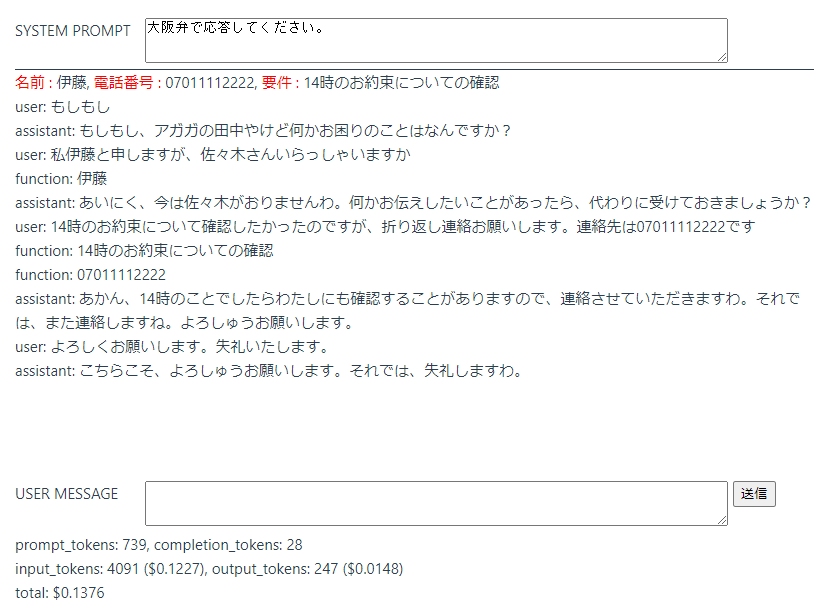 SYSTEM PROMPT
大阪弁で応答してください。
名前 : 伊藤, 電話番号 : 07011112222, 要件 : 14時のお約束についての確認
user: もしもし
assistant: もしもし、アガガの田中やけど何かお困りのことはなんですか？
user: 私伊藤と申しますが、佐々木さんいらっしゃいますか
function: 伊藤
assistant: あいにく、今は佐々木がおりませんわ。何かお伝えしたいことがあったら、代わりに受けておきましょうか？
user: 14時のお約束について確認したかったのですが、折り返し連絡お願いします。連絡先は07011112222です
function: 14時のお約束についての確認
function: 07011112222
assistant: あかん、14時のことでしたらわたしにも確認することがありますので、連絡させていただきますわ。それで
は、また連絡しますね。よろしゅうお願いします。
user: よろしくお願いします。失礼いたします。
assistant: こちらこそ、よろしゅうお願いします。それでは、失礼しますわ。
USER MESSAGE
送信
prompt_tokens: 739, completion_tokens: 28
input_tokens: 4091 ($0.1227), output_tokens: 247 ($0.0148)
total: $0.1376